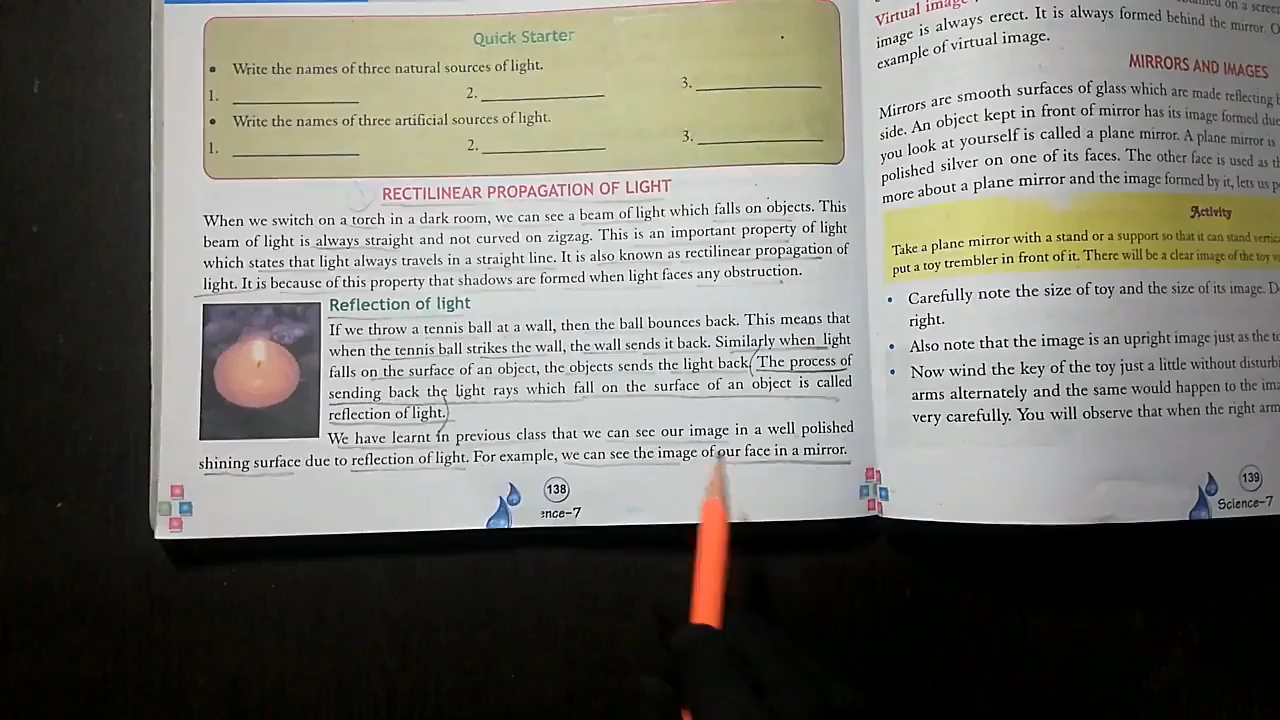 Quick Starter
• Write the names of three natural sources of light.
1. ____________ 2. ____________ 3. ____________
• Write the names of three artificial sources of light.
1. ____________ 2. ____________ 3. ____________
RECTILINEAR PROPAGATION OF LIGHT
When we switch on a torch in a dark room, we can see a beam of light which falls on objects. This
beam of light is always straight and not curved on zigzag. This is an important property of light
which states that light always travels in a straight line. It is also known as rectilinear propagation of
light. It is because of this property that shadows are formed when light faces any obstruction.
Reflection of light
If we throw a tennis ball at a wall, then the ball bounces back. This means that
when the tennis ball strikes the wall, the wall sends it back. Similarly when light
falls on the surface of an object, the objects sends the light back. The process of
sending back the light rays which fall on the surface of an object is called
reflection of light.
We have learnt in previous class that we can see our image in a well polished
shining surface due to reflection of light. For example, we can see the image of our face in a mirror.
138
ence-7
on a screen
Virtual image
image is always erect. It is always formed behind the mirror.
example of virtual image.
MIRRORS AND IMAGES
Mirrors are smooth surfaces of glass which are made reflecting
side. An object kept in front of mirror has its image formed due
you look at yourself is called a plane mirror. A plane mirror is
polished silver on one of its faces. The other face is used as
more about a plane mirror and the image formed by it, lets us
Activity
Take a plane mirror with a stand or a support so that it can stand
put a toy trembler in front of it. There will be a clear image of the toy
• Carefully note the size of toy and the size of its image.
right.
• Also note that the image is an upright image just as the
• Now wind the key of the toy just a little without
arms alternately and the same would happen to the
very carefully. You will observe that when the right arm
139
Science-7